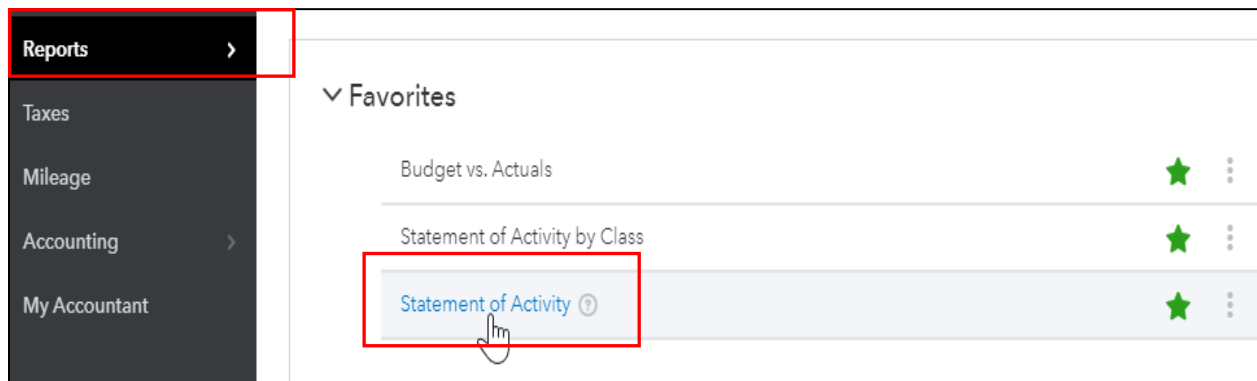 Reports
Taxes
Mileage
Accounting
My Accountant
Favorites
Budget vs. Actuals
Statement of Activity by Class
Statement of Activity ?